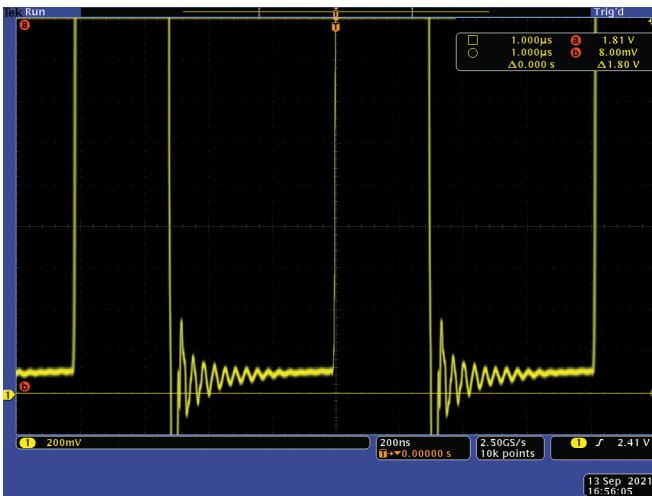 Tek Run Trig'd
a
T
T
1.000µs a 1.81 V
1.000µs b 8.00mV
Δ0.000 s Δ1.80 V
b
1
1 200mV 200ns 2.50GS/s 1 2.41 V
T→▾0.00000 s 10k points
13 Sep 2021
16:56:05